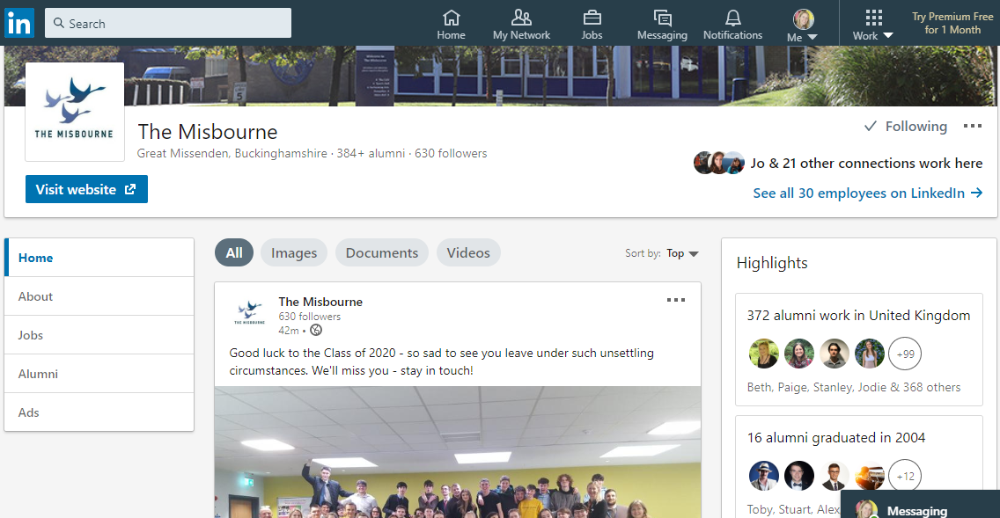 in
Search
Home
My Network
Jobs
Messaging
Notifications
Me
Work
Try Premium Free
for 1 Month
THE MISBOURNE
The Misbourne
Great Missenden, Buckinghamshire · 384+ alumni · 630 followers
Following
Jo & 21 other connections work here
See all 30 employees on LinkedIn →
Visit website
Home
About
Jobs
Alumni
Ads
All
Images
Documents
Videos
Sort by: Top
The Misbourne
630 followers
42m •
THE MISBOURNE
Good luck to the Class of 2020 - so sad to see you leave under such unsettling
circumstances. We'll miss you - stay in touch!
Highlights
372 alumni work in United Kingdom
+99
Beth, Paige, Stanley, Jodie & 368 others
16 alumni graduated in 2004
+12
Toby, Stuart, Alex
Messaging